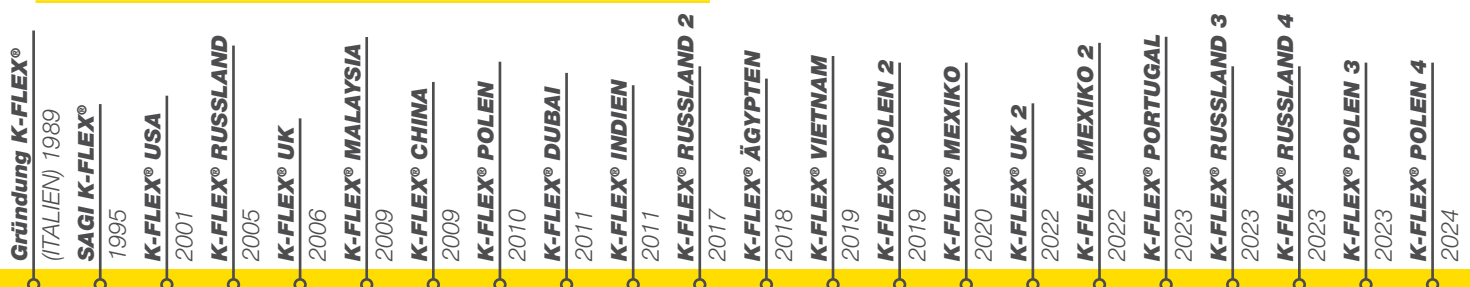 Gründung K-FLEX®
(ITALIEN) 1989
SAGI K-FLEX®
1995
K-FLEX® USA
2001
K-FLEX® RUSSLAND
2005
K-FLEX® UK
2006
K-FLEX® MALAYSIA
2009
K-FLEX® CHINA
2009
K-FLEX® POLEN
2010
K-FLEX® DUBAI
2011
K-FLEX® INDIEN
2011
K-FLEX® RUSSLAND 2
2017
K-FLEX® ÄGYPTEN
2018
K-FLEX® VIETNAM
2019
K-FLEX® POLEN 2
2019
K-FLEX® MEXIKO
2020
K-FLEX® UK 2
2022
K-FLEX® MEXIKO 2
2022
K-FLEX® PORTUGAL
2023
K-FLEX® RUSSLAND 3
2023
K-FLEX® RUSSLAND 4
2023
K-FLEX® POLEN 3
2023
K-FLEX® POLEN 4
2024